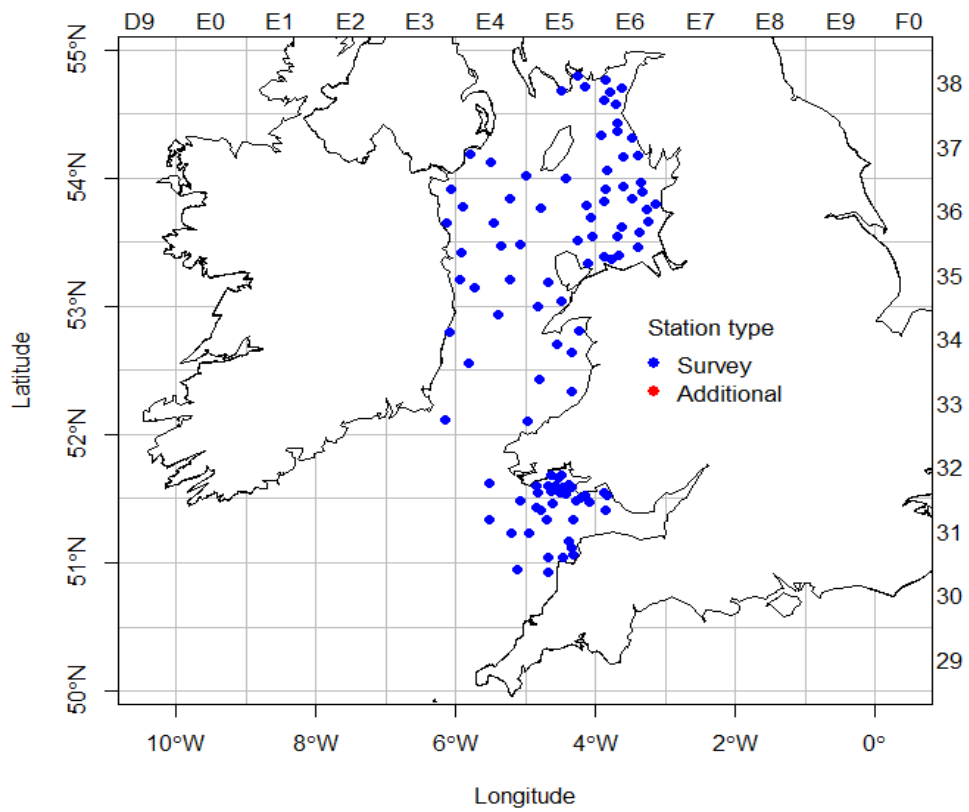 D9 E0 E1 E2 E3 E4 E5 E6 E7 E8 E9 F0
55°N
54°N
53°N
52°N
51°N
50°N
38
37
36
35
34
33
32
31
30
29
Latitude
Station type
Survey
Additional
10°W 8°W 6°W 4°W 2°W 0°
Longitude